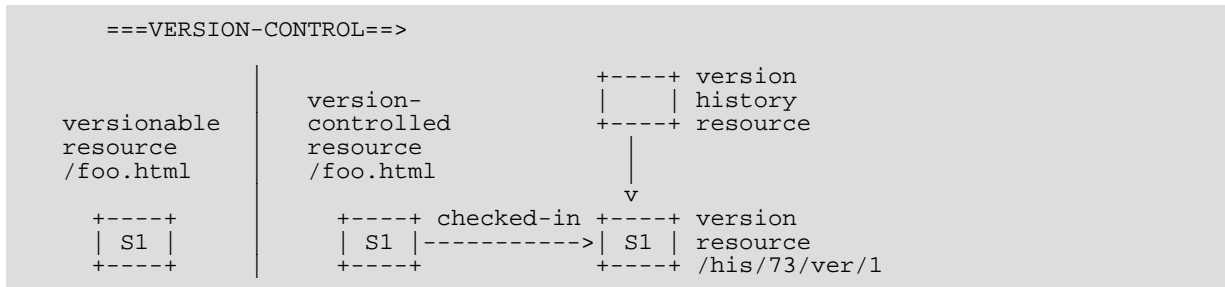 ===VERSION-CONTROL==>
                    |                      +----+ version
                    |   version-           |    | history
     versionable    |   controlled         +----+ resource
     resource       |   resource             |
     /foo.html      |   /foo.html            |
                    |                        v
       +----+       |     +----+ checked-in +----+ version
       | S1 |       |     | S1 |----------->| S1 | resource
       +----+       |     +----+            +----+ /his/73/ver/1